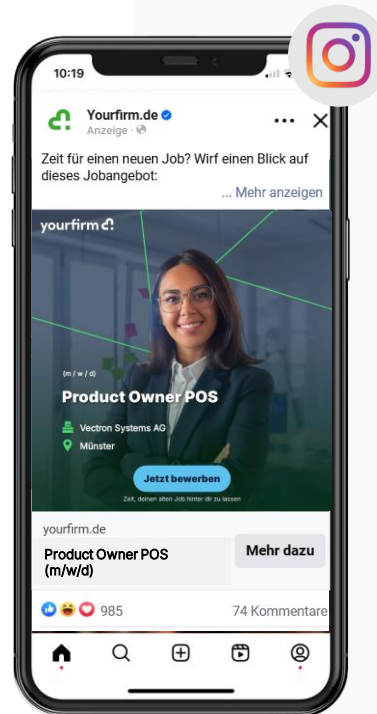 10:19
Yourfirm.de
Anzeige ·
Zeit für einen neuen Job? Wirf einen Blick auf
dieses Jobangebot:
... Mehr anzeigen
yourfirm
(m / w / d)
Product Owner POS
Vectron Systems AG
Münster
Jetzt bewerben
Zeit, deinen alten Job hinter dir zu lassen
yourfirm.de
Product Owner POS
(m/w/d)
Mehr dazu
985
74 Kommentare